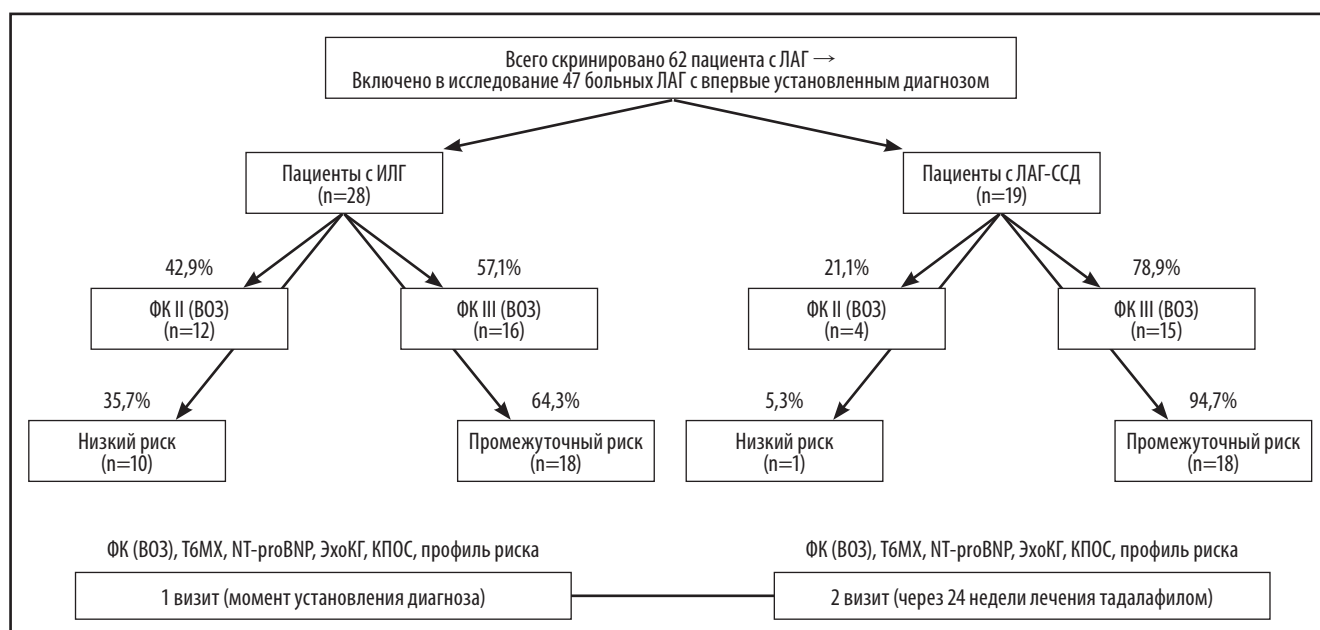 Всего скринировано 62 пациента с ЛАГ →
Включено в исследование 47 больных ЛАГ с впервые установленным диагнозом
Пациенты с ИЛГ
(n=28)
Пациенты с ЛАГ-ССД
(n=19)
42,9%
57,1%
21,1%
78,9%
ФК II (ВОЗ)
(n=12)
ФК III (ВОЗ)
(n=16)
ФК II (ВОЗ)
(n=4)
ФК III (ВОЗ)
(n=15)
35,7%
64,3%
5,3%
94,7%
Низкий риск
(n=10)
Промежуточный риск
(n=18)
Низкий риск
(n=1)
Промежуточный риск
(n=18)
ФК (ВОЗ), Т6МХ, NT-proBNP, ЭхоКГ, КПОС, профиль риска
ФК (ВОЗ), Т6МХ, NT-proBNP, ЭхоКГ, КПОС, профиль риска
1 визит (момент установления диагноза)
2 визит (через 24 недели лечения тадалафилом)